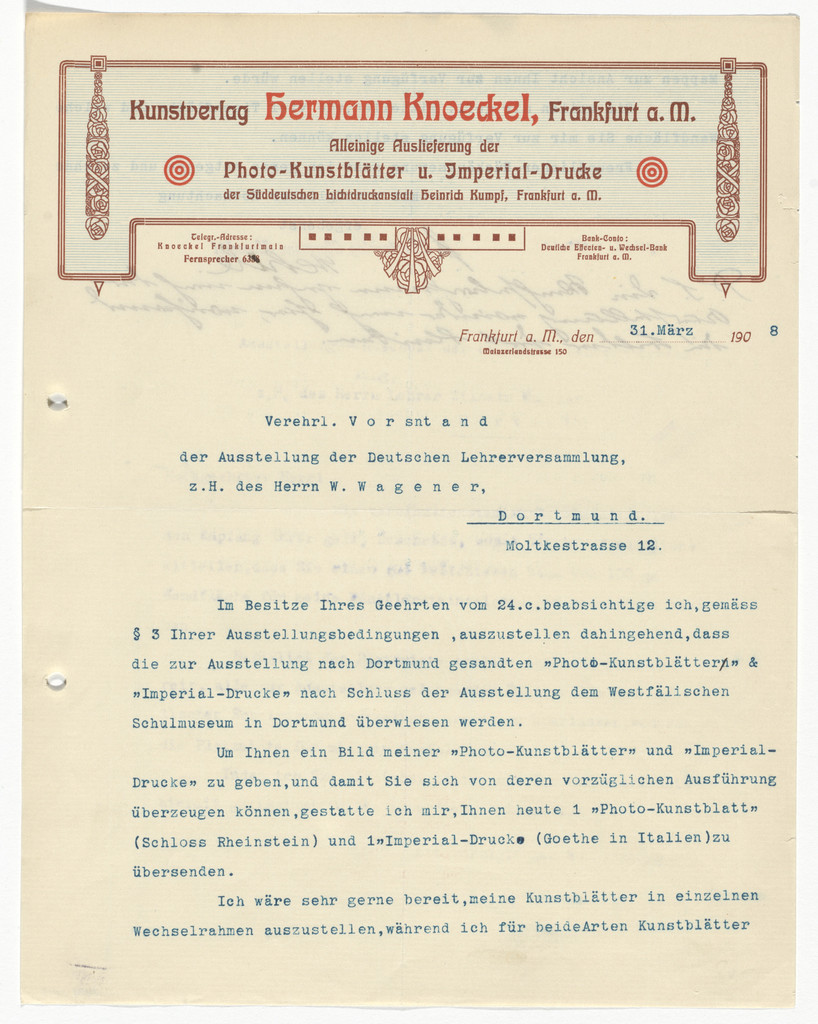 Kunstverlag Hermann Knoeckel, Frankfurt a. M.
Alleinige Auslieferung der
Photo-Kunstblätter u. Imperial-Drucke
der Süddeutschen Lichtdruckanstalt Heinrich Kumpf, Frankfurt a. M.
Telegr.-Adresse:
Knoeckel Frankfurtmain
Fernsprecher
Bank-Conto:
Deutsche Effecten- u. Wechsel-Bank
Frankfurt a. M.
Frankfurt a. M., den 31.März 1908
Mainzerlandstrasse 150
Verehrl. V o r snt a n d
der Ausstellung der Deutschen Lehrerversammlung,
z.H. des Herrn W. W a g e n e r,
D o r t m u n d.
Moltkestrasse 12.
Im Besitze Ihres Geehrten vom 24.c.beabsichtige ich,gemäss
§ 3 Ihrer Ausstellungsbedingungen ,auszustellen dahingehend,dass
die zur Ausstellung nach Dortmund gesandten "Photo-Kunstblätter" &
"Imperial-Drucke" nach Schluss der Ausstellung dem Westfälischen
Schulmuseum in Dortmund überwiesen werden.
Um Ihnen ein Bild meiner "Photo-Kunstblätter" und "Imperial-
Drucke" zu geben,und damit Sie sich von deren vorzüglichen Ausführung
überzeugen können,gestatte ich mir,Ihnen heute 1 "Photo-Kunstblatt"
(Schloss Rheinstein) und 1"Imperial-Drucke (Goethe in Italien)zu
übersenden.
Ich wäre sehr gerne bereit,meine Kunstblätter in einzelnen
Wechselrahmen auszustellen,während ich für beideArten Kunstblätter